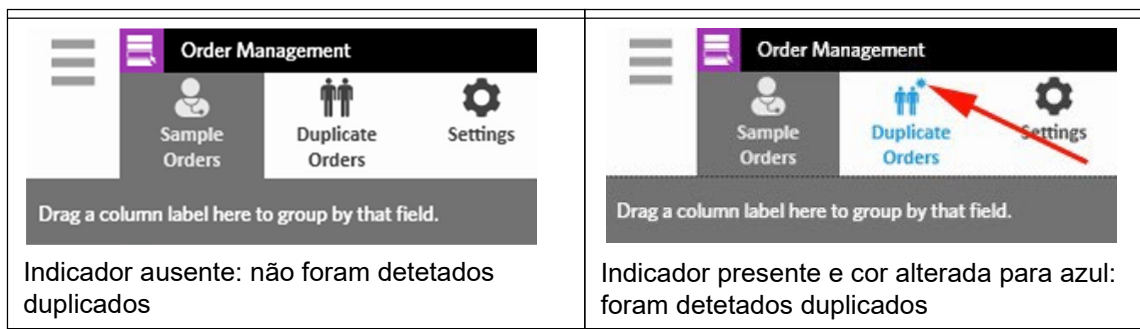 Order Management
Sample
Orders
Duplicate
Orders
Settings
Drag a column label here to group by that field.
Indicador ausente: não foram detetados
duplicados
Order Management
Sample
Orders
Duplicate
Orders
Settings
Drag a column label here to group by that field.
Indicador presente e cor alterada para azul:
foram detetados duplicados